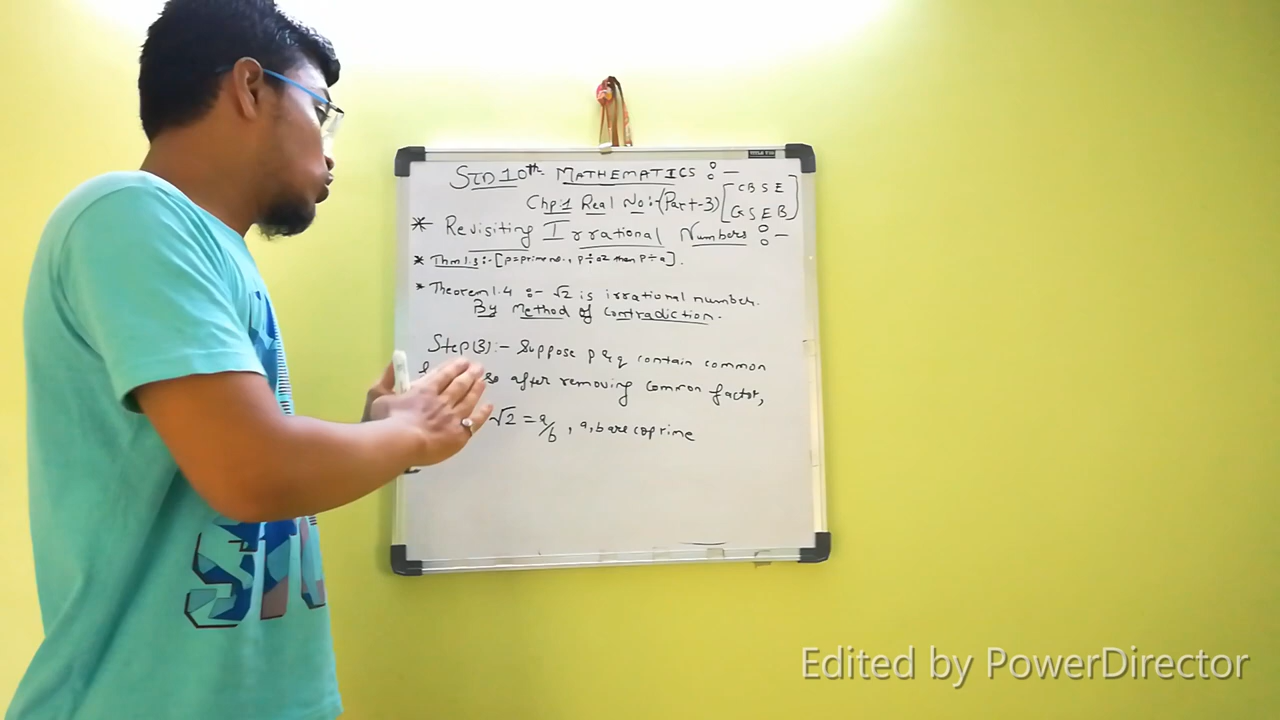 STD 10th MATHEMATICS :-
Chp:1 Real No:-(Part-3) [CBSE
GSEB]
* Revisiting Irrational Numbers :-
* Thm 1.3 :- [p=prime no., p÷a2 then p÷a].
* Theorem 1.4 :- √2 is irrational number.
By Method of Contradiction.
Step(3):- Suppose p & q contain common
so after removing common factor,
√2 = a/b , a,b are coprime
STR
Edited by PowerDirector